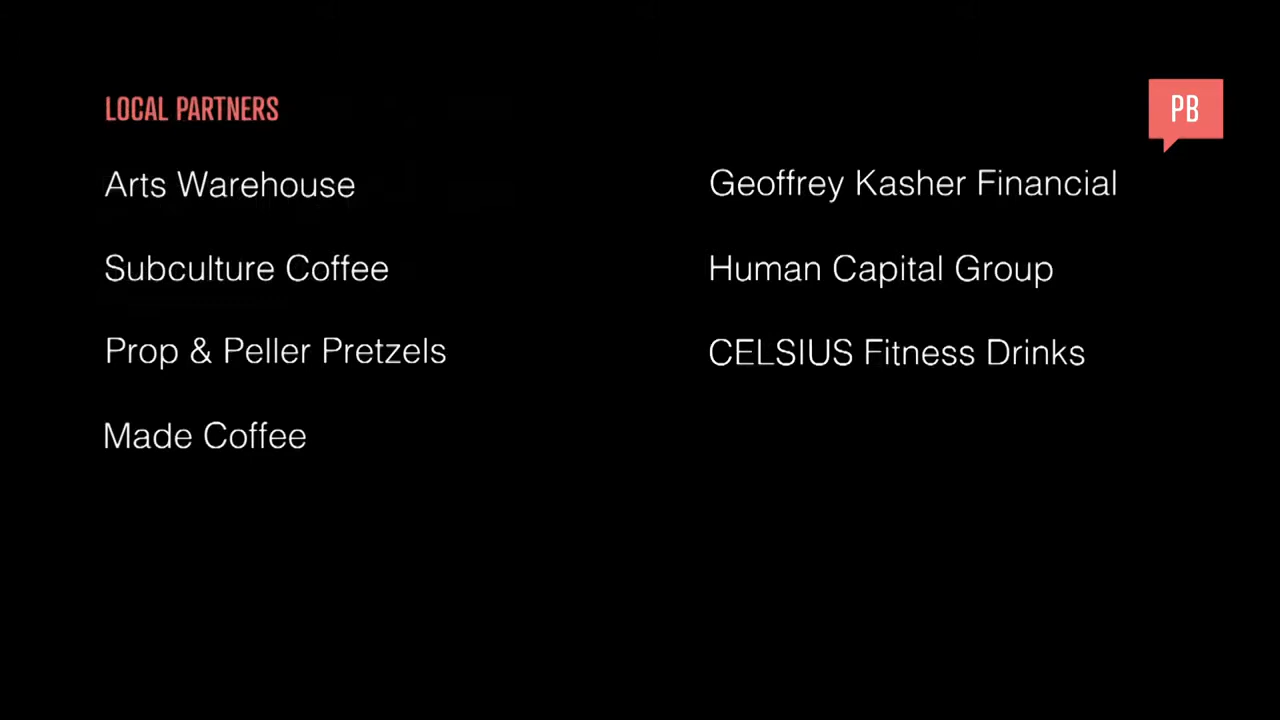 LOCAL PARTNERS
PB
Arts Warehouse
Subculture Coffee
Prop & Peller Pretzels
Made Coffee
Geoffrey Kasher Financial
Human Capital Group
CELSIUS Fitness Drinks